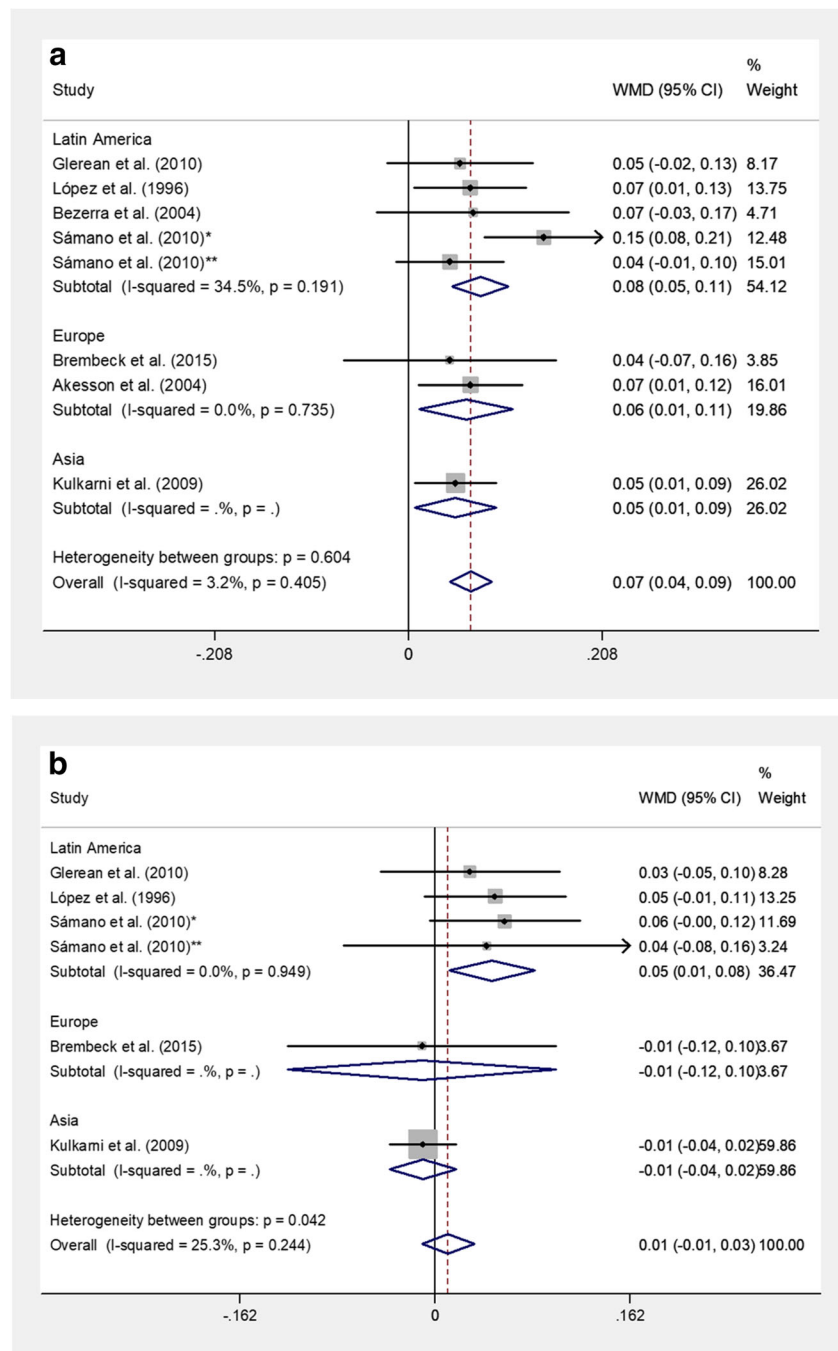 a
%
Study WMD (95% CI) Weight
Latin America
Glerean et al. (2010) 0.05 (-0.02, 0.13) 8.17
López et al. (1996) 0.07 (0.01, 0.13) 13.75
Bezerra et al. (2004) 0.07 (-0.03, 0.17) 4.71
Sámano et al. (2010)* 0.15 (0.08, 0.21) 12.48
Sámano et al. (2010)** 0.04 (-0.01, 0.10) 15.01
Subtotal (I-squared = 34.5%, p = 0.191) 0.08 (0.05, 0.11) 54.12
Europe
Brembeck et al. (2015) 0.04 (-0.07, 0.16) 3.85
Akesson et al. (2004) 0.07 (0.01, 0.12) 16.01
Subtotal (I-squared = 0.0%, p = 0.735) 0.06 (0.01, 0.11) 19.86
Asia
Kulkarni et al. (2009) 0.05 (0.01, 0.09) 26.02
Subtotal (I-squared = .%, p = .) 0.05 (0.01, 0.09) 26.02
Heterogeneity between groups: p = 0.604
Overall (I-squared = 3.2%, p = 0.405) 0.07 (0.04, 0.09) 100.00
-.208 0 .208
b
%
Study WMD (95% CI) Weight
Latin America
Glerean et al. (2010) 0.03 (-0.05, 0.10) 8.28
López et al. (1996) 0.05 (-0.01, 0.11) 13.25
Sámano et al. (2010)* 0.06 (-0.00, 0.12) 11.69
Sámano et al. (2010)** 0.04 (-0.08, 0.16) 3.24
Subtotal (I-squared = 0.0%, p = 0.949) 0.05 (0.01, 0.08) 36.47
Europe
Brembeck et al. (2015) -0.01 (-0.12, 0.10) 3.67
Subtotal (I-squared = .%, p = .) -0.01 (-0.12, 0.10) 3.67
Asia
Kulkami et al. (2009) -0.01 (-0.04, 0.02) 59.86
Subtotal (I-squared = .%, p = .) -0.01 (-0.04, 0.02) 59.86
Heterogeneity between groups: p = 0.042
Overall (I-squared = 25.3%, p = 0.244) 0.01 (-0.01, 0.03) 100.00
-.162 0 .162